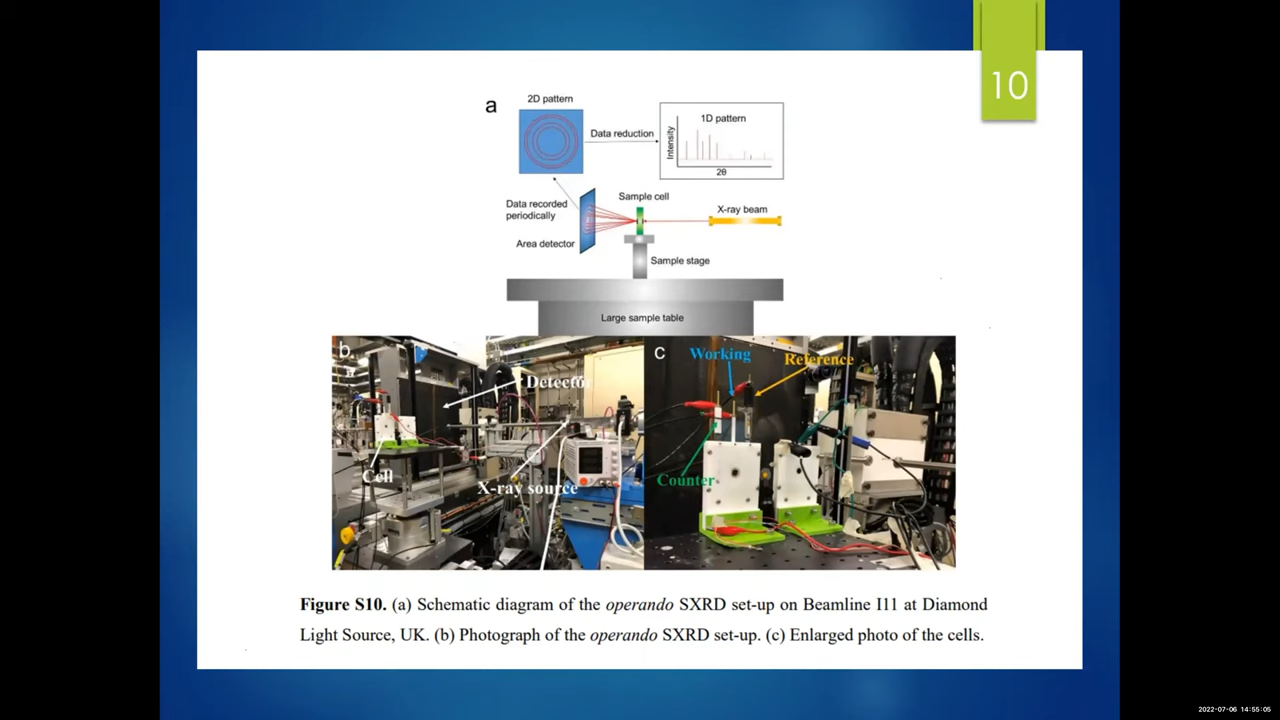 10
a
2D pattern
Data reduction
1D pattern
Intensity
2θ
Data recorded
periodically
Area detector
Sample cell
X-ray beam
Sample stage
Large sample table
b
Detector
Cell
X-ray source
c
Working
Reference
Counter
Figure S10. (a) Schematic diagram of the operando SXRD set-up on Beamline I11 at Diamond
Light Source, UK. (b) Photograph of the operando SXRD set-up. (c) Enlarged photo of the cells.
2022-07-06 14:55:05